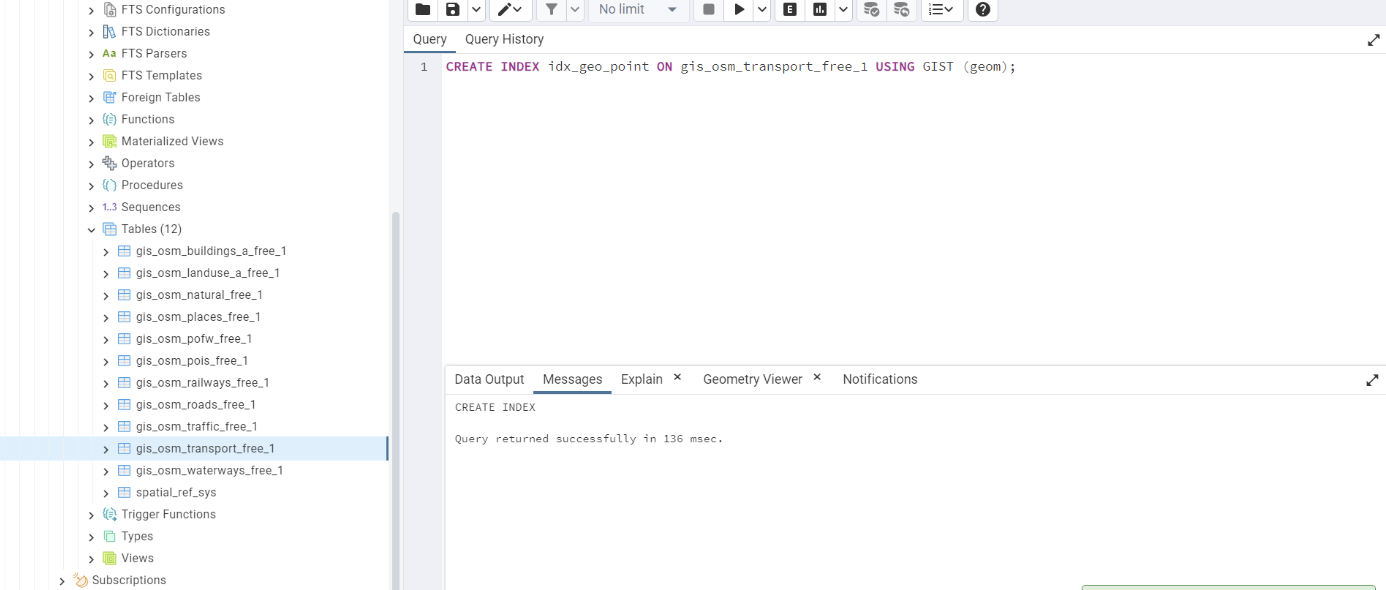 FTS Configurations
FTS Dictionaries
Aa FTS Parsers
FTS Templates
Foreign Tables
Functions
Materialized Views
Operators
Procedures
1..3 Sequences
Tables (12)
gis_osm_buildings_a_free_1
gis_osm_landuse_a_free_1
gis_osm_natural_free_1
gis_osm_places_free_1
gis_osm_pofw_free_1
gis_osm_pois_free_1
gis_osm_railways_free_1
gis_osm_roads_free_1
gis_osm_traffic_free_1
gis_osm_transport_free_1
gis_osm_waterways_free_1
spatial_ref_sys
Trigger Functions
Types
Views
Subscriptions
No limit
E
Query Query History
1 CREATE INDEX idx_geo_point ON gis_osm_transport_free_1 USING GIST (geom);
Data Output Messages Explain Geometry Viewer Notifications
CREATE INDEX
Query returned successfully in 136 msec.